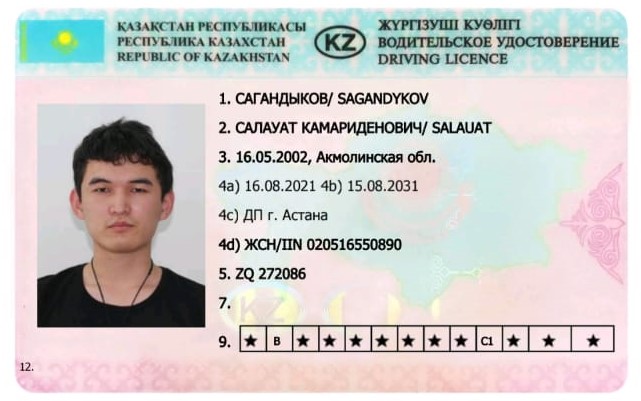 ҚАЗАҚСТАН РЕСПУБЛИКАСЫ
РЕСПУБЛИКА КАЗАХСТАН
REPUBLIC OF KAZAKHSTAN
KZ
ЖҮРГІЗУШІ КУӘЛІГІ
ВОДИТЕЛЬСКОЕ УДОСТОВЕРЕНИЕ
DRIVING LICENCE
1. САГАНДЫКОВ/ SAGANDYKOV
2. САЛАУАТ КАМАРИДЕНОВИЧ/ SALAUAT
3. 16.05.2002, Акмолинская обл.
4a) 16.08.2021 4b) 15.08.2031
4c) ДП г. Астана
4d) ЖСН/IIN 020516550890
5. ZQ 272086
7.
KZ
9. ★ B ★ ★ ★ ★ ★ ★ ★ C1 ★ ★ ★
12.